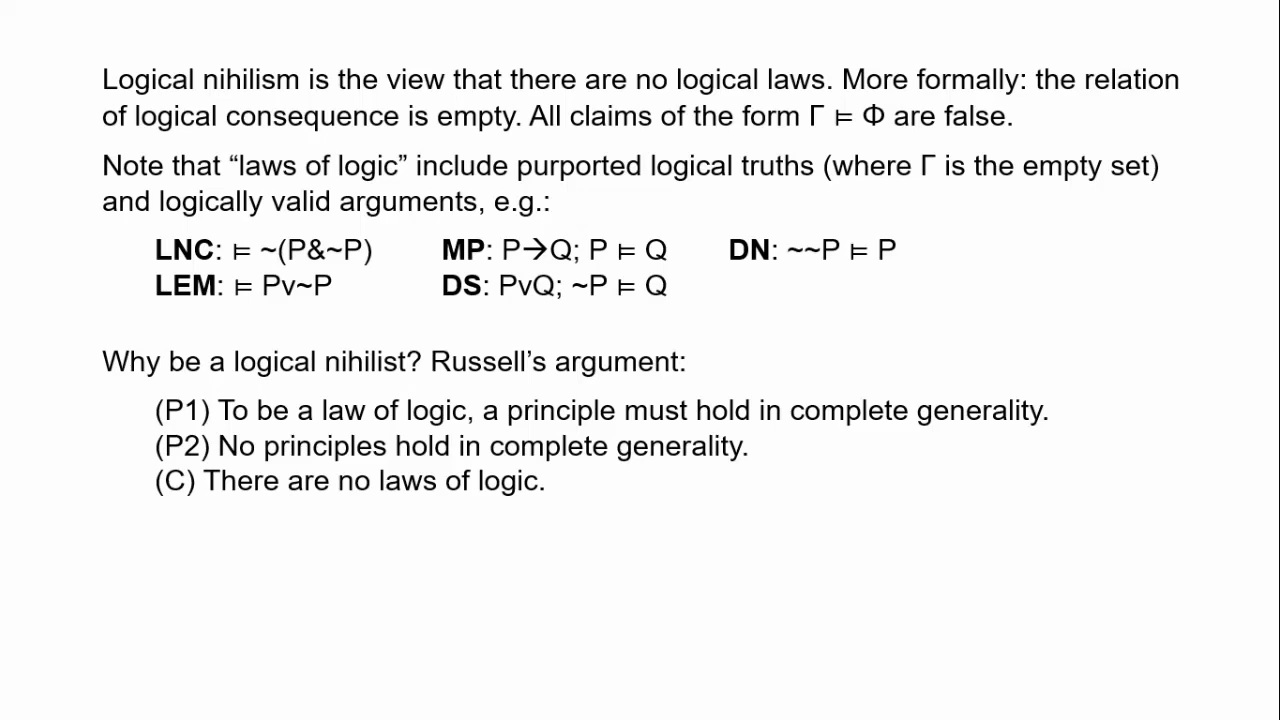 Logical nihilism is the view that there are no logical laws. More formally: the relation
of logical consequence is empty. All claims of the form Γ ⊨ Φ are false.
Note that “laws of logic” include purported logical truths (where Γ is the empty set)
and logically valid arguments, e.g.:
LNC: ⊨ ~(P&~P) MP: P→Q; P ⊨ Q DN: ~~P ⊨ P
LEM: ⊨ Pv~P DS: PvQ; ~P ⊨ Q
Why be a logical nihilist? Russell’s argument:
(P1) To be a law of logic, a principle must hold in complete generality.
(P2) No principles hold in complete generality.
(C) There are no laws of logic.